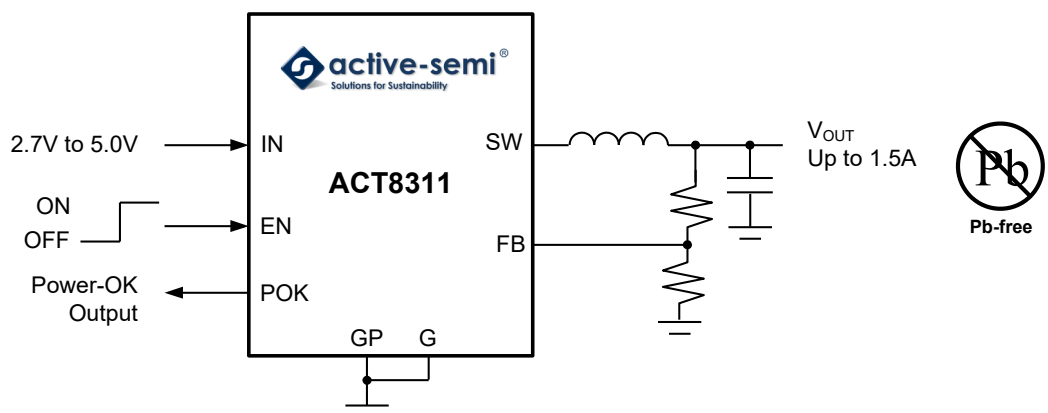 active-semi®
Solutions for Sustainability
2.7V to 5.0V
IN
SW
VOUT
Up to 1.5A
Pb
Pb-free
ACT8311
ON
OFF
EN
FB
Power-OK
Output
POK
GP
G